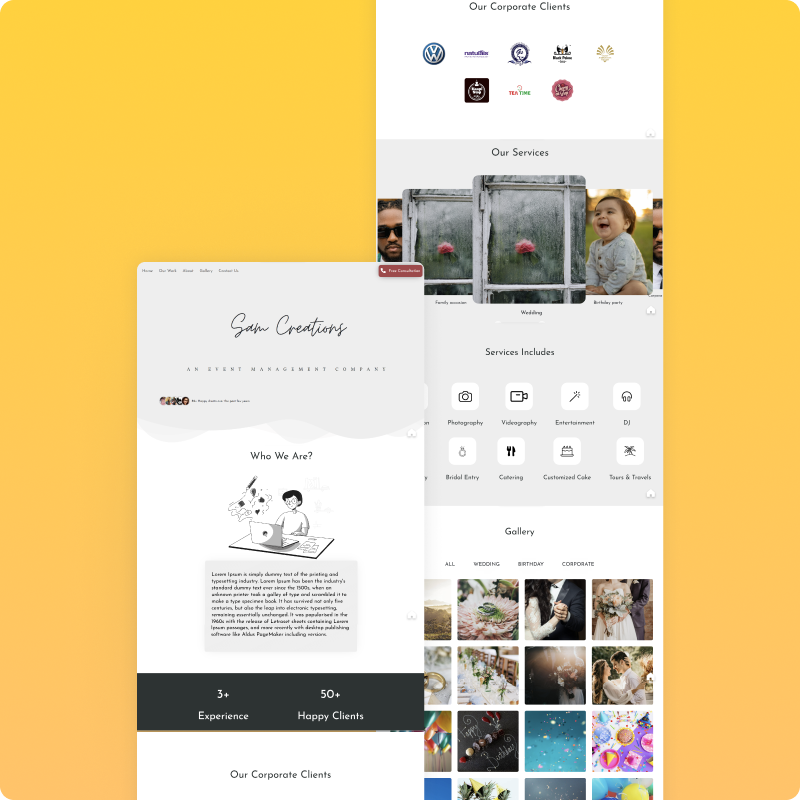 Our Corporate Clients
natures
TEA TIME
Our Services
Family occasion
Wedding
Birthday party
Services Includes
Photography
Videography
Entertainment
DJ
Bridal Entry
Catering
Customized Cake
Tours & Travels
Gallery
ALL
WEDDING
BIRTHDAY
CORPORATE
Home
Our Work
About
Gallery
Contact Us
Free Consultation
Sam Creations
AN EVENT MANAGEMENT COMPANY
Who We Are?
Lorem Ipsum is simply dummy text of the printing and
typesetting industry. Lorem Ipsum has been the industry's
standard dummy text ever since the 1500s, when an
unknown printer took a galley of type and scrambled it to
make a type specimen book. It has survived not only five
centuries, but also the leap into electronic typesetting,
remaining essentially unchanged. It was popularised in the
1960s with the release of Letraset sheets containing Lorem
Ipsum passages, and more recently with desktop publishing
software like Aldus PageMaker including versions
3+
Experience
50+
Happy Clients
Our Corporate Clients
Happy
Birthday